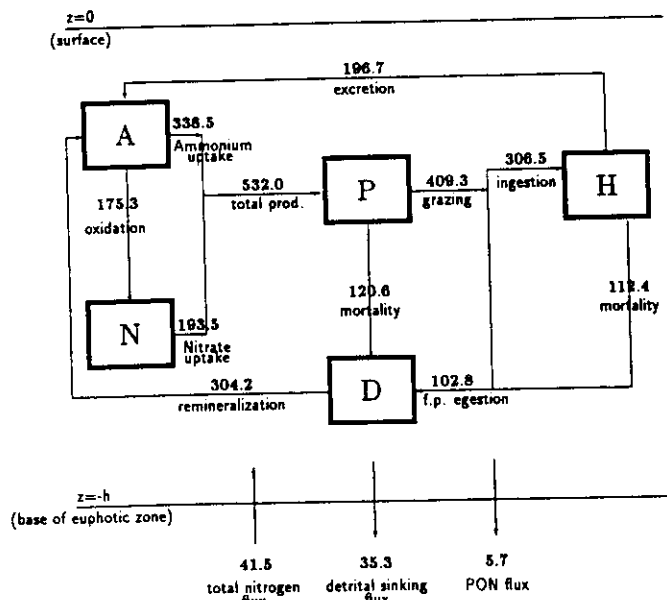 z=0
(surface)
196.7
excretion
A
338.5
Ammonium
uptake
306.5
ingestion
H
532.0
total prod.
P
409.3
grazing
175.3
oxidation
120.6
mortality
112.4
mortality
N
193.5
Nitrate
uptake
304.2
remineralization
D
102.8
f.p. egestion
z=-h
(base of euphotic zone)
41.5
total nitrogen
flux
35.3
detrital sinking
flux
5.7
PON flux